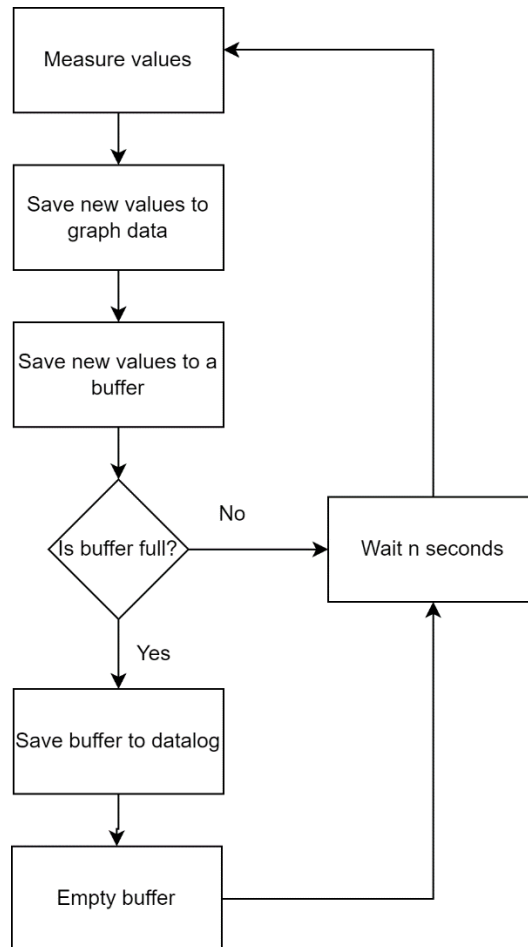 Measure values
Save new values to
graph data
Save new values to a
buffer
Is buffer full?
No
Wait n seconds
Yes
Save buffer to datalog
Empty buffer